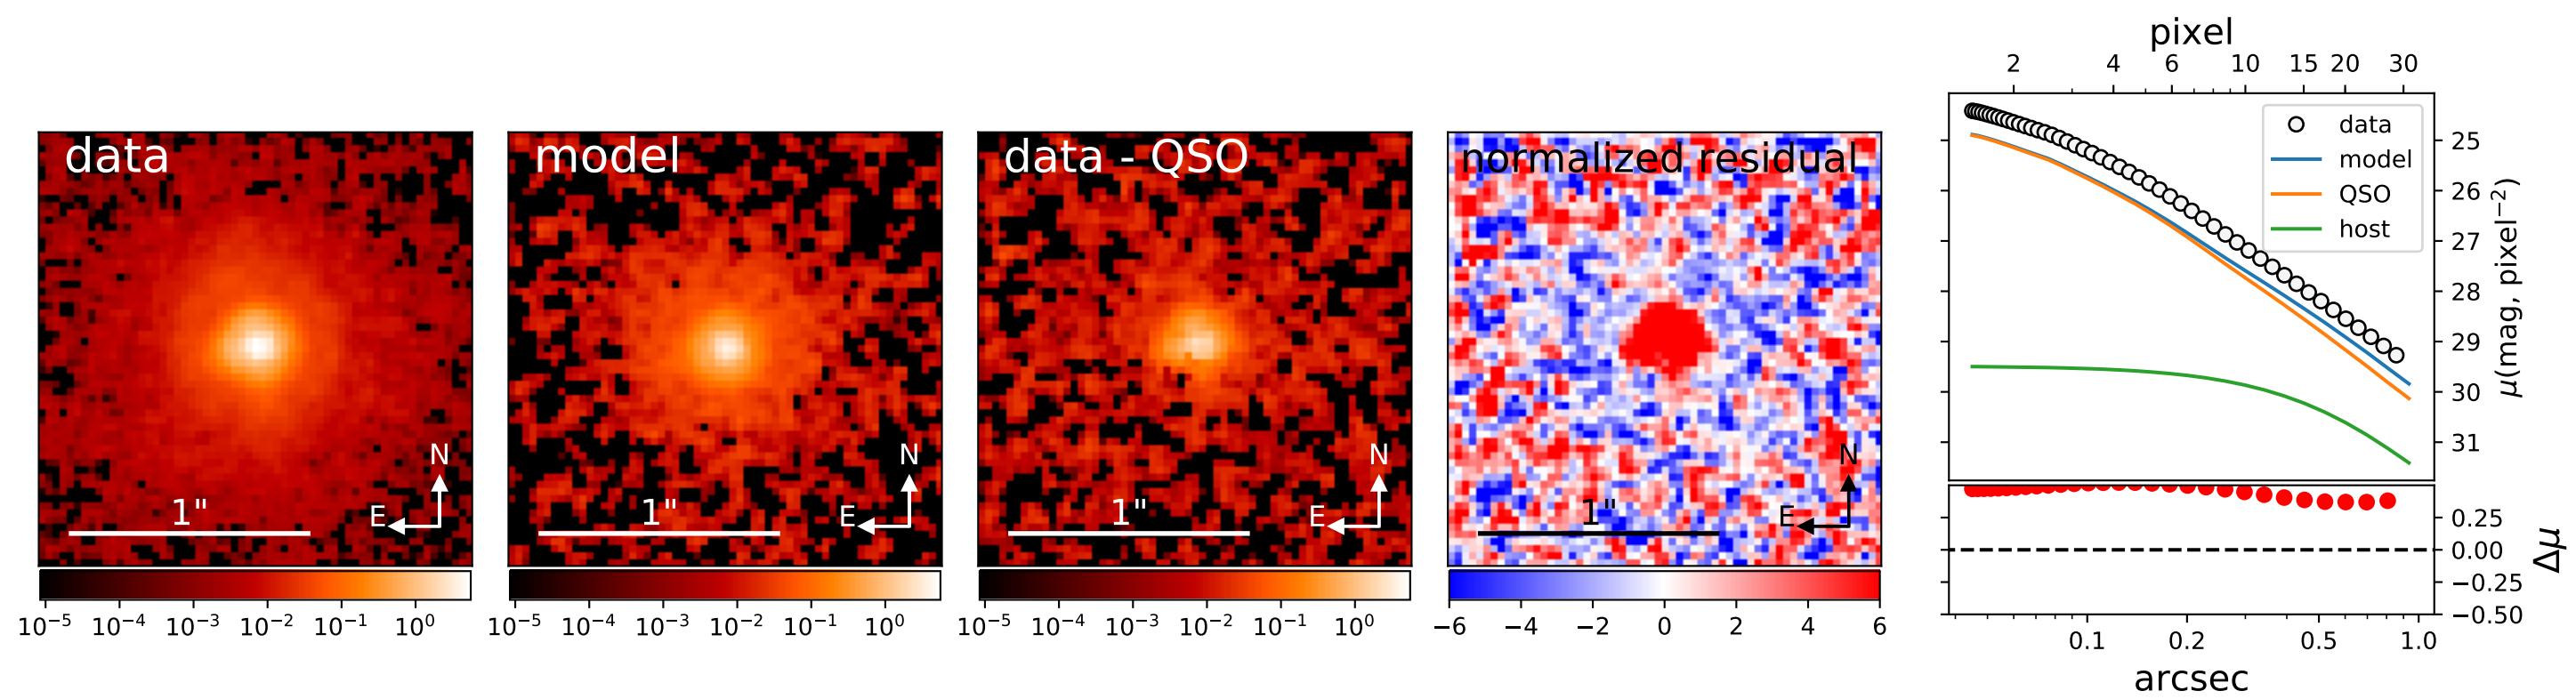 data
N
E
1"
10⁻⁵ 10⁻⁴ 10⁻³ 10⁻² 10⁻¹ 10⁰
model
N
E
1"
10⁻⁵ 10⁻⁴ 10⁻³ 10⁻² 10⁻¹ 10⁰
data - QSO
N
E
1"
10⁻⁵ 10⁻⁴ 10⁻³ 10⁻² 10⁻¹ 10⁰
normalized residual
N
E
1"
−6 −4 −2 0 2 4 6
pixel
2 4 6 10 15 20 30
data
model
QSO
host
25
26
27
28
29
30
31
μ(mag, pixel⁻²)
0.25
0.00
−0.25
−0.50
Δμ
0.1 0.2 0.5 1.0
arcsec